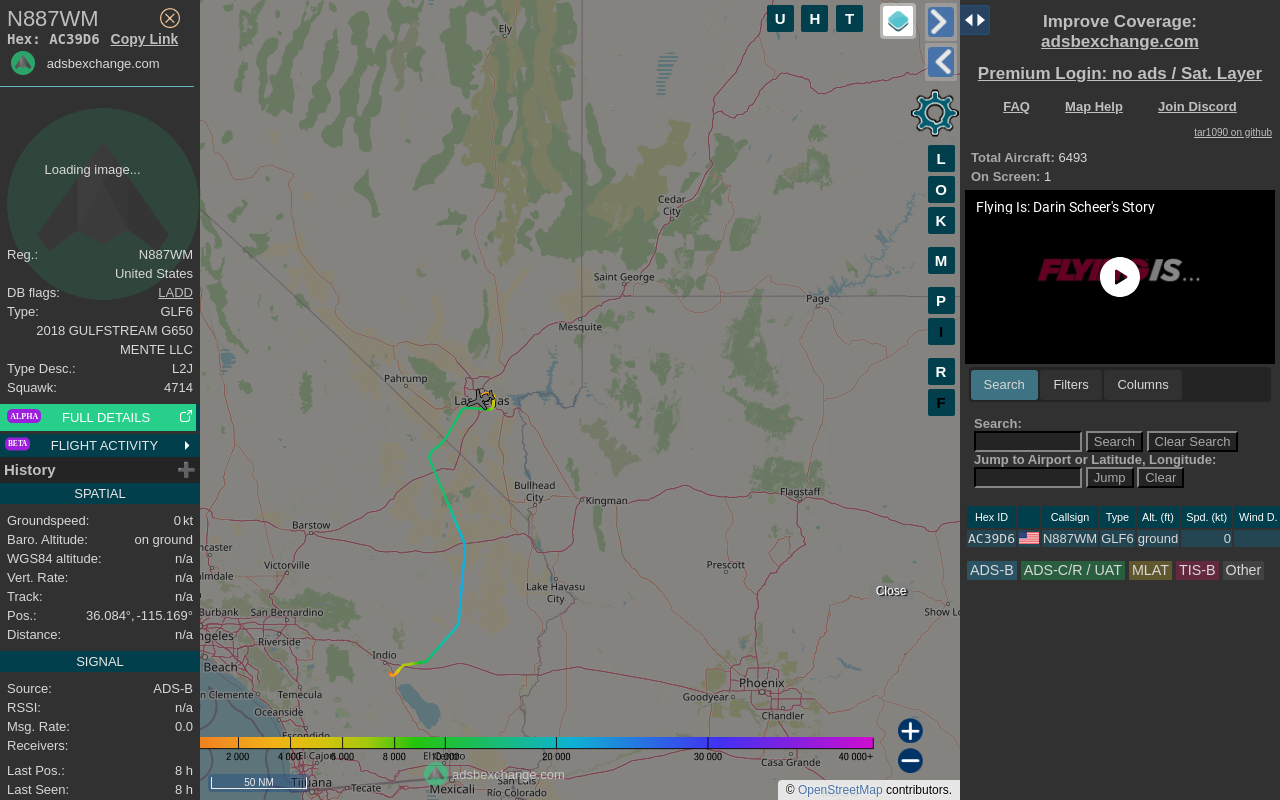 N887WM
Hex: AC39D6 Copy Link
adsbexchange.com
Loading image...
Reg.: N887WM
United States
DB flags: LADD
Type: GLF6
2018 GULFSTREAM G650
MENTE LLC
Type Desc.: L2J
Squawk: 4714
ALPHA FULL DETAILS
BETA FLIGHT ACTIVITY
History
SPATIAL
Groundspeed: 0 kt
Baro. Altitude: on ground
WGS84 altitude: n/a
Vert. Rate: n/a
Track: n/a
Pos.: 36.084°, -115.169°
Distance: n/a
SIGNAL
Source: ADS-B
RSSI: n/a
Msg. Rate: 0.0
Receivers:
Last Pos.: 8 h
Last Seen: 8 h
U H T
L
O
K
M
P
I
R
F
Ely
Cedar
City
Saint George
Page
Mesquite
Pahrump
Bullhead
City
Kingman
Flagstaff
Barstow
ncaster
Victorville
almdale
Prescott
Lake Havasu
City
Close
Burbank San Bernardino
Show Lo
ngeles
Riverside
Indio
Beach
n Clemente
Temecula
Phoenix
Goodyear
Oceanside
Chandler
Escondido
2 000 4 000 6 000 8 000 20 000 30 000 40 000+
El Cajon
Casa Grande
adsbexchange.com
50 NM
Tijuana
Tecate
Mexicali
San Luis
Río Colorado
© OpenStreetMap contributors.
Improve Coverage:
adsbexchange.com
Premium Login: no ads / Sat. Layer
FAQ Map Help Join Discord
tar1090 on github
Total Aircraft: 6493
On Screen: 1
Flying Is: Darin Scheer's Story
FLYING IS...
Search Filters Columns
Search:
Search Clear Search
Jump to Airport or Latitude, Longitude:
Jump Clear
Hex ID Callsign Type Alt. (ft) Spd. (kt) Wind D.
AC39D6 N887WM GLF6 ground 0
ADS-B ADS-C/R / UAT MLAT TIS-B Other